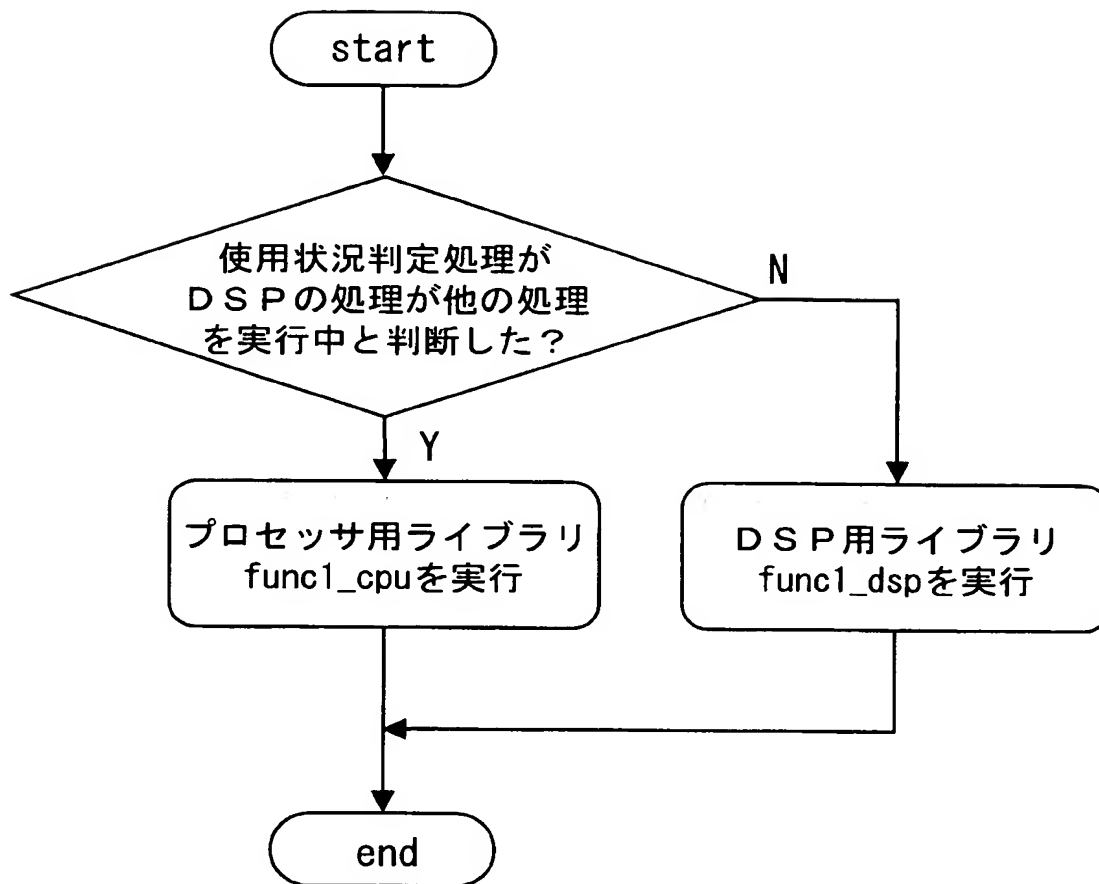 start
使用状況判定処理が
ＤＳＰの処理が他の処理
を実行中と判断した？
N
Y
プロセッサ用ライブラリ
func1_cpuを実行
ＤＳＰ用ライブラリ
func1_dspを実行
end